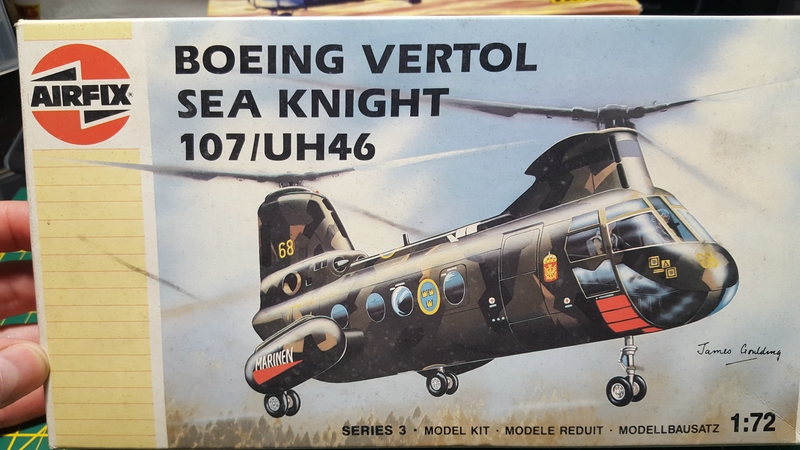 AIRFIX
BOEING VERTOL
SEA KNIGHT
107/UH46
68
MARINEN
James Goulding
SERIES 3 · MODEL KIT · MODELE REDUIT · MODELLBAUSATZ 1:72